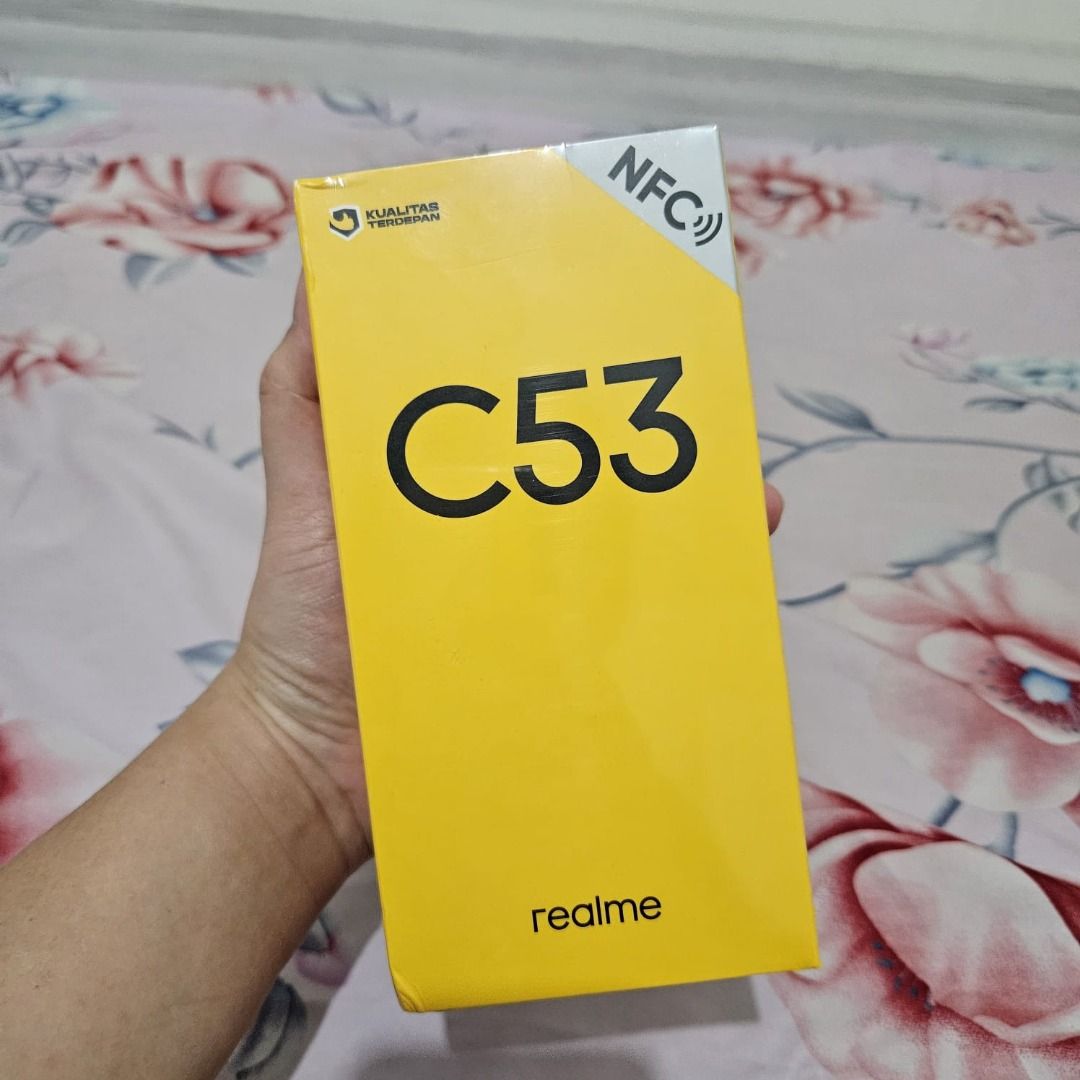 KUALITAS
TERDEPAN
NFC
C53
realme